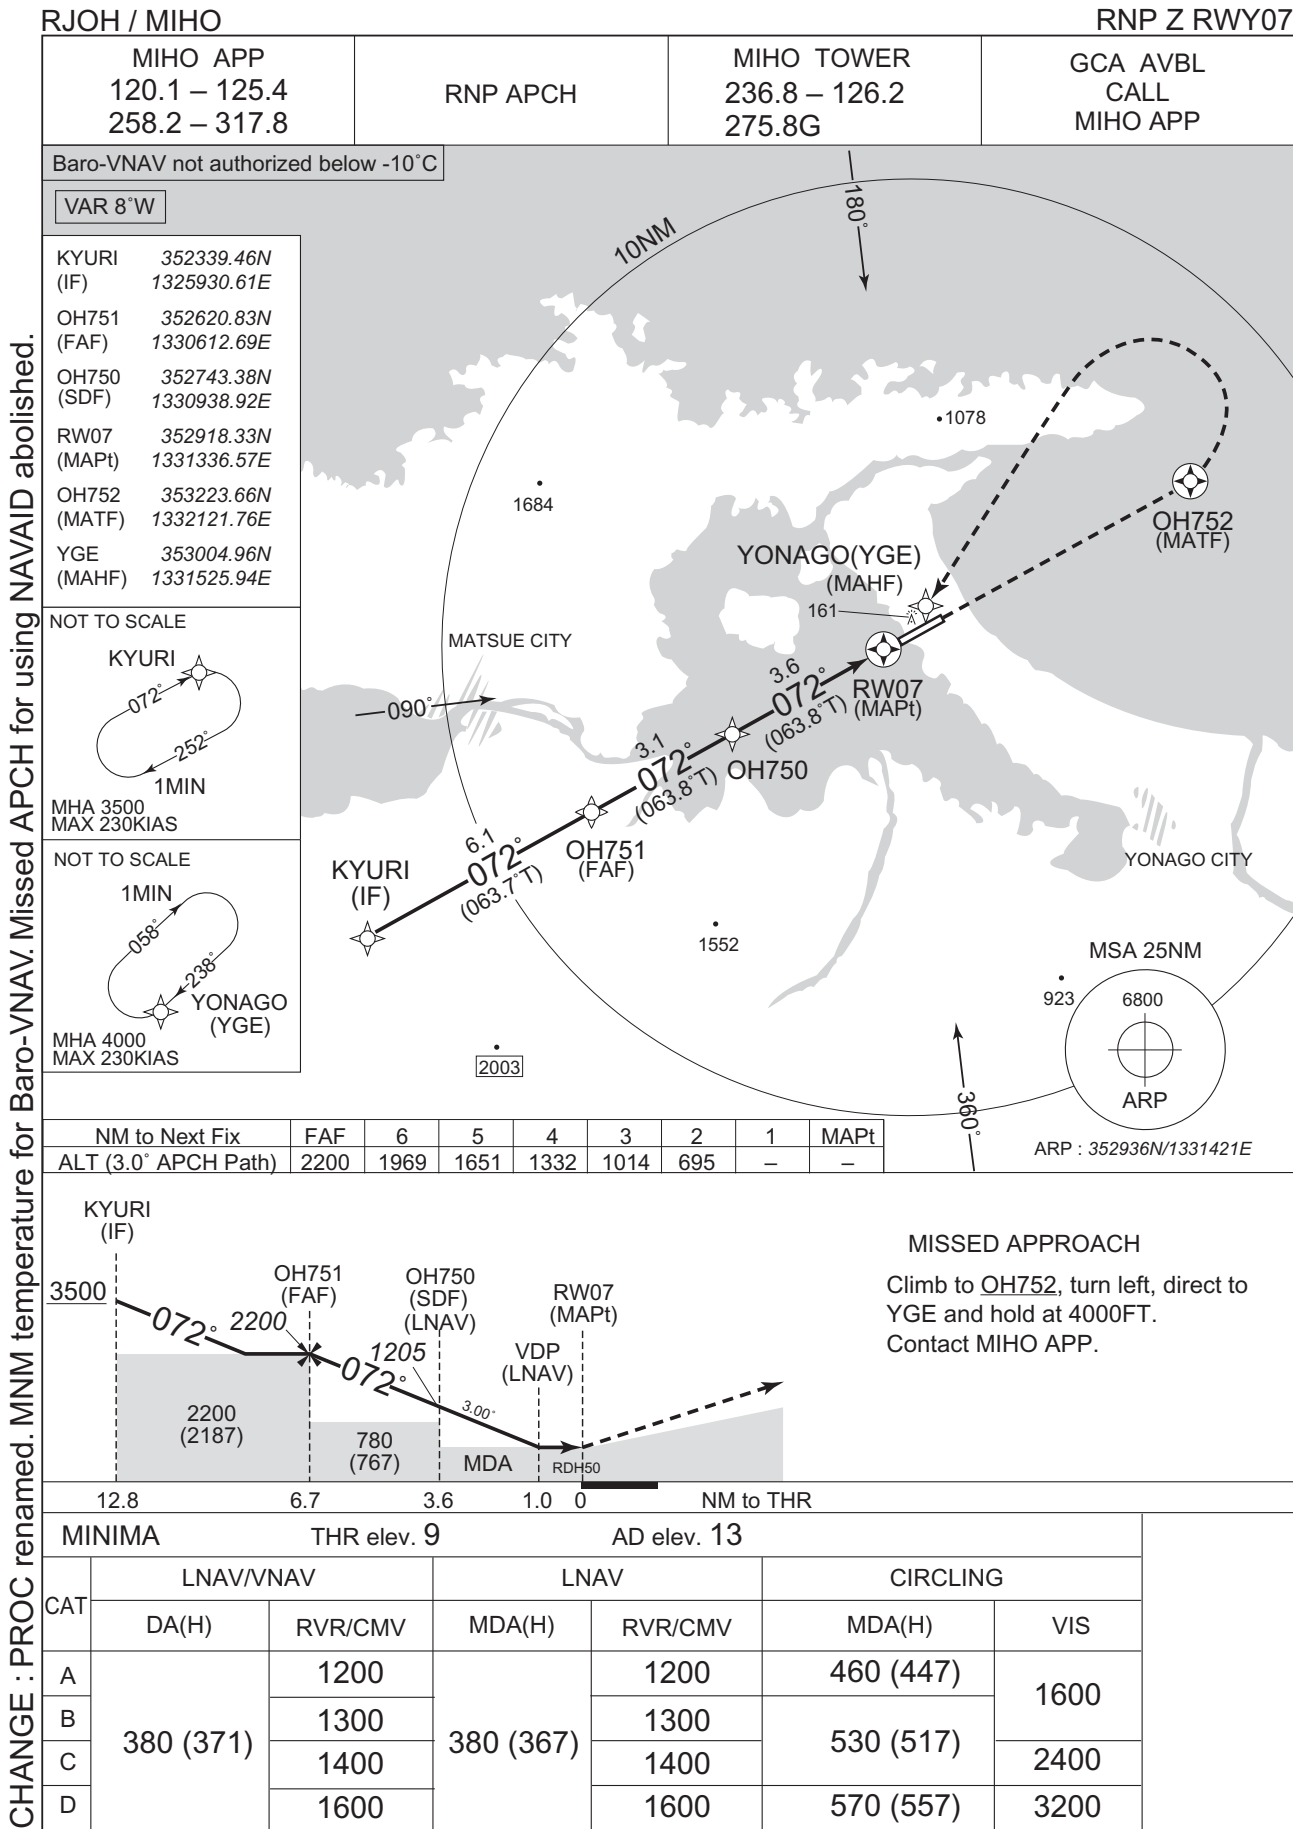 RJOH / MIHO
RNP Z RWY07
MIHO APP
120.1 – 125.4
258.2 – 317.8
RNP APCH
MIHO TOWER
236.8 – 126.2
275.8G
GCA AVBL
CALL
MIHO APP
Baro-VNAV not authorized below -10˚C
VAR 8˚W
KYURI 352339.46N
(IF) 1325930.61E
OH751 352620.83N
(FAF) 1330612.69E
OH750 352743.38N
(SDF) 1330938.92E
RW07 352918.33N
(MAPt) 1331336.57E
OH752 353223.66N
(MATF) 1332121.76E
YGE 353004.96N
(MAHF) 1331525.94E
NOT TO SCALE
KYURI
072˚
252˚
1MIN
MHA 3500
MAX 230KIAS
NOT TO SCALE
1MIN
058˚
238˚
YONAGO
(YGE)
MHA 4000
MAX 230KIAS
10NM
180˚
1078
1684
OH752
(MATF)
YONAGO(YGE)
(MAHF)
161
MATSUE CITY
090˚
3.6
072˚
(063.8˚T)
RW07
(MAPt)
3.1
072˚
(063.8˚T)
OH750
6.1
072˚
(063.7˚T)
OH751
(FAF)
KYURI
(IF)
YONAGO CITY
1552
923
2003
360˚
MSA 25NM
6800
ARP
ARP : 352936N/1331421E
NM to Next Fix FAF 6 5 4 3 2 1 MAPt
ALT (3.0˚ APCH Path) 2200 1969 1651 1332 1014 695 – –
KYURI
(IF)
3500
072˚
2200
OH751
(FAF)
OH750
(SDF)
(LNAV)
1205
072˚
3.00˚
VDP
(LNAV)
RW07
(MAPt)
2200
(2187)
780
(767)
MDA
RDH50
12.8 6.7 3.6 1.0 0 NM to THR
MISSED APPROACH
Climb to OH752, turn left, direct to
YGE and hold at 4000FT.
Contact MIHO APP.
MINIMA THR elev. 9 AD elev. 13
CAT LNAV/VNAV LNAV CIRCLING
DA(H) RVR/CMV MDA(H) RVR/CMV MDA(H) VIS
A 380 (371) 1200 380 (367) 1200 460 (447) 1600
B 1300 1300 530 (517)
C 1400 1400 2400
D 1600 1600 570 (557) 3200
CHANGE : PROC renamed. MNM temperature for Baro-VNAV. Missed APCH for using NAVAID abolished.